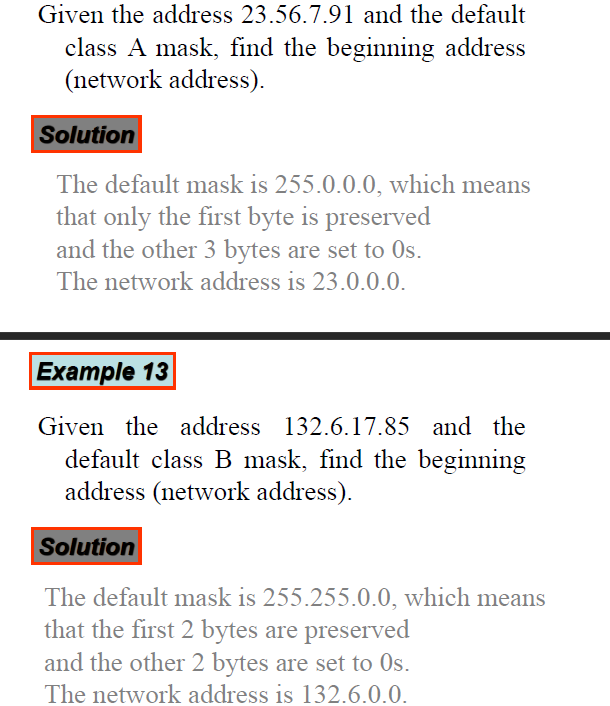 Given the address 23.56.7.91 and the default
class A mask, find the beginning address
(network address).
Solution
The default mask is 255.0.0.0, which means
that only the first byte is preserved
and the other 3 bytes are set to 0s.
The network address is 23.0.0.0.
Example 13
Given the address 132.6.17.85 and the
default class B mask, find the beginning
address (network address).
Solution
The default mask is 255.255.0.0, which means
that the first 2 bytes are preserved
and the other 2 bytes are set to 0s.
The network address is 132.6.0.0.